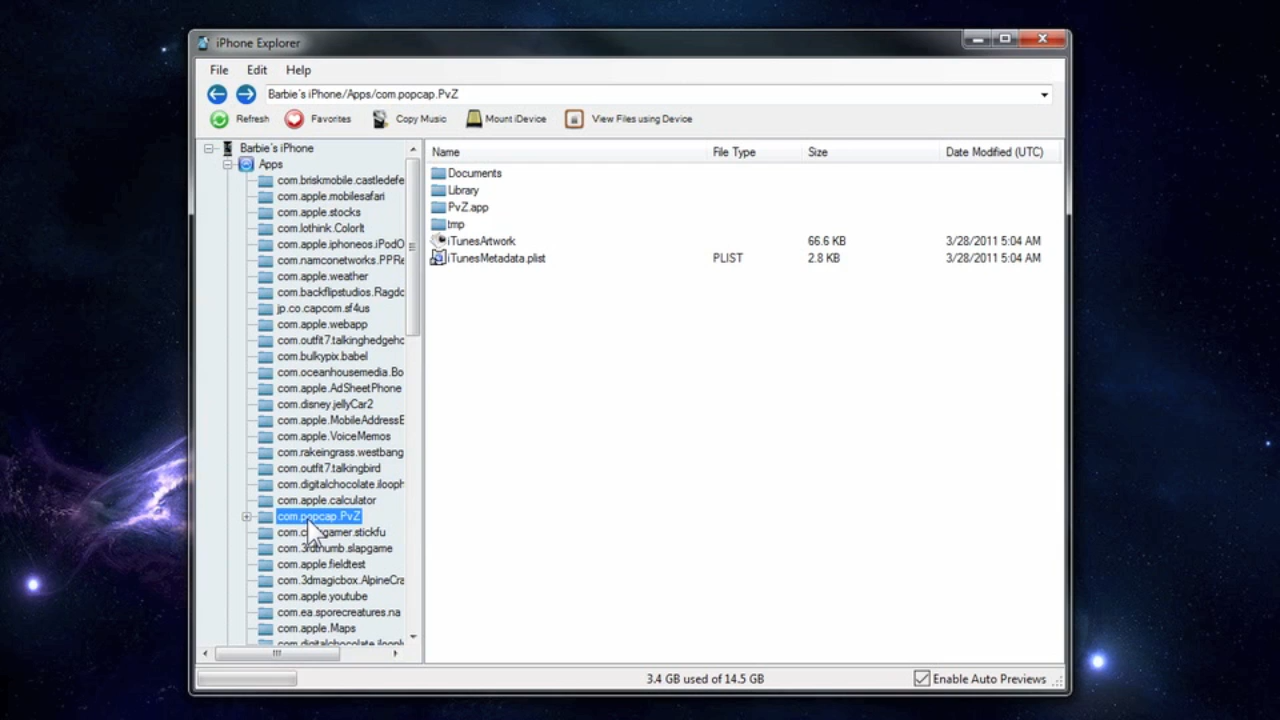 iPhone Explorer
File Edit Help
Barbie's iPhone/Apps/com.popcap.PvZ
Refresh Favorites Copy Music Mount iDevice View Files using Device
Barbie's iPhone
Apps
com.briskmobile.castledefe
com.apple.mobilesafari
com.apple.stocks
com.lothink.ColorIt
com.apple.iphoneos.iPodO
com.namconetworks.PPRe
com.apple.weather
com.backflipstudios.Ragdo
jp.co.capcom.sf4us
com.apple.webapp
com.outfit7.talkinghedgeho
com.bulkypix.babel
com.oceanhousemedia.Bo
com.apple.AdSheetPhone
com.disney.jellyCar2
com.apple.MobileAddressB
com.apple.VoiceMemos
com.rakeingrass.westbang
com.outfit7.talkingbird
com.digitalchocolate.ilooph
com.apple.calculator
com.popcap.PvZ
com.3dthumb.slapgame
com.apple.fieldtest
com.3dmagicbox.AlpineCra
com.apple.youtube
com.ea.sporecreatures.na
com.apple.Maps
Name File Type Size Date Modified (UTC)
Documents
Library
PvZ.app
tmp
iTunesArtwork 66.6 KB 3/28/2011 5:04 AM
iTunesMetadata.plist PLIST 2.8 KB 3/28/2011 5:04 AM
3.4 GB used of 14.5 GB Enable Auto Previews